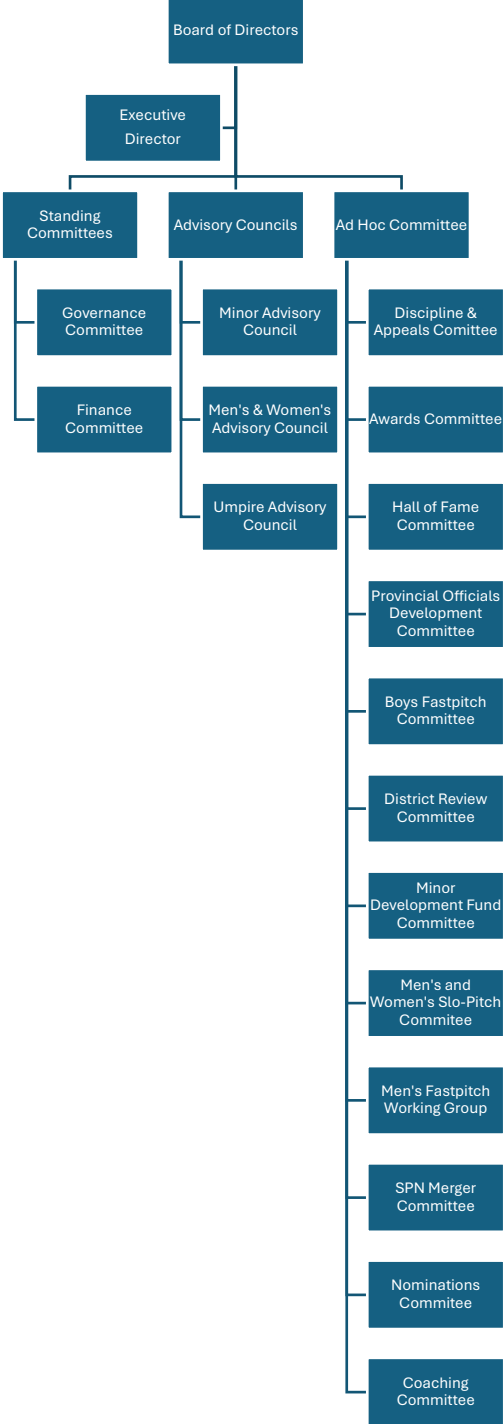 Board of Directors
Executive
Director
Standing
Committees
Advisory Councils
Ad Hoc Committee
Governance
Committee
Finance
Committee
Minor Advisory
Council
Men's & Women's
Advisory Council
Umpire Advisory
Council
Discipline &
Appeals Comittee
Awards Committee
Hall of Fame
Committee
Provincial Officials
Development
Committee
Boys Fastpitch
Committee
District Review
Committee
Minor
Development Fund
Committee
Men's and
Women's Slo-Pitch
Commitee
Men's Fastpitch
Working Group
SPN Merger
Committee
Nominations
Commitee
Coaching
Committee